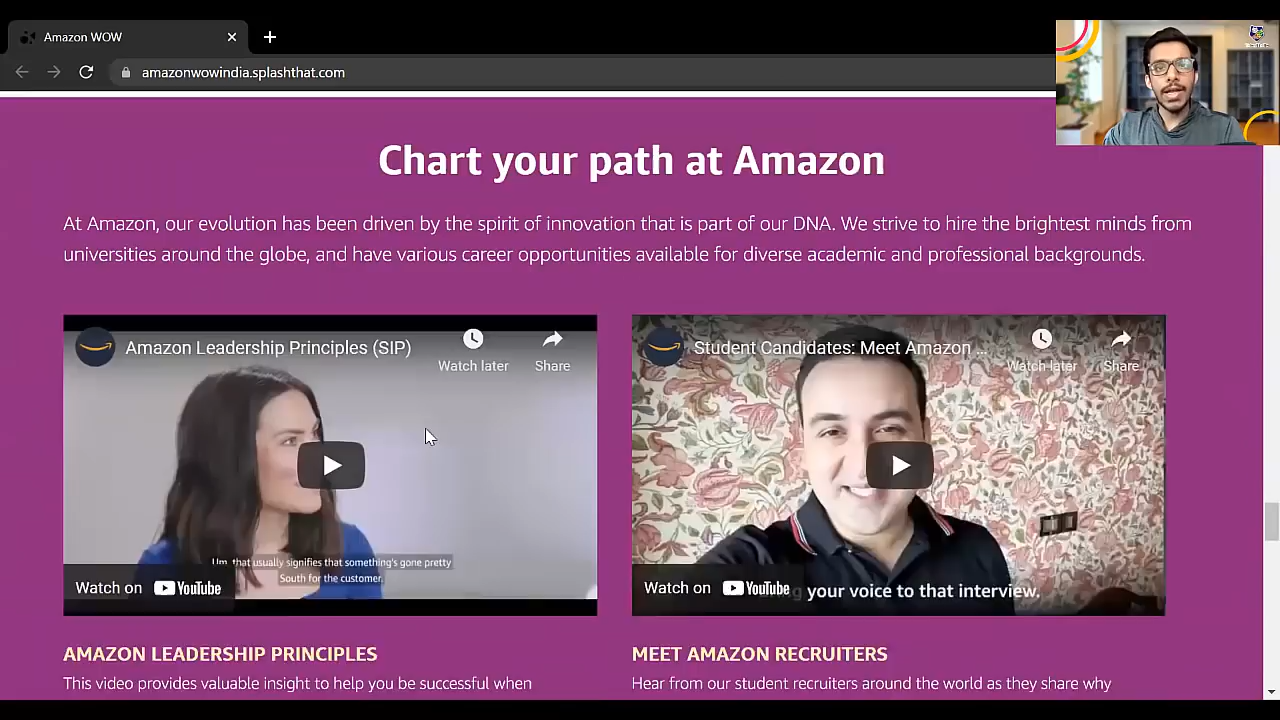 Amazon WOW
amazonwowindia.splashthat.com
Chart your path at Amazon
At Amazon, our evolution has been driven by the spirit of innovation that is part of our DNA. We strive to hire the brightest minds from
universities around the globe, and have various career opportunities available for diverse academic and professional backgrounds.
Amazon Leadership Principles (SIP)
Watch later
Share
Um, that usually signifies that something's gone pretty
South for the customer.
Watch on YouTube
Student Candidates: Meet Amazon ...
Watch later
Share
your voice to that interview.
Watch on YouTube
AMAZON LEADERSHIP PRINCIPLES
This video provides valuable insight to help you be successful when
MEET AMAZON RECRUITERS
Hear from our student recruiters around the world as they share why